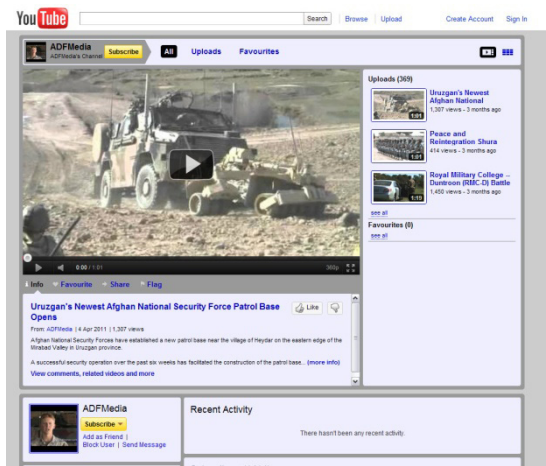 YouTube
Search
Browse
Upload
Create Account
Sign In
ADFMedia
ADFMedia's Channel
Subscribe
All
Uploads
Favourites
Uploads (369)
Uruzgan's Newest
Afghan National
1,307 views - 3 months ago
1:01
Peace and
Reintegration Shura
414 views - 3 months ago
1:01
Royal Military College –
Duntroon (RMC-D) Battle
1,450 views - 3 months ago
1:19
see all
Favourites (0)
see all
0:00 / 1:01
360p
Info
Favourite
Share
Flag
Uruzgan's Newest Afghan National Security Force Patrol Base
Opens
Like
From: ADFMedia | 4 Apr 2011 | 1,307 views
Afghan National Security Forces have established a new patrol base near the village of Heydar on the eastern edge of the
Mirabad Valley in Uruzgan province.
A successful security operation over the past six weeks has facilitated the construction of the patrol base... (more info)
View comments, related videos and more
ADFMedia
Subscribe
Add as Friend |
Block User | Send Message
Recent Activity
There hasn't been any recent activity.